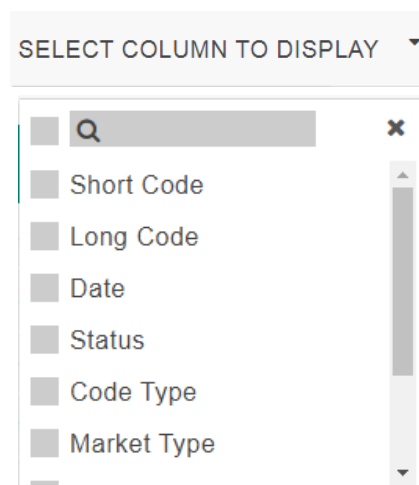 SELECT COLUMN TO DISPLAY
Short Code
Long Code
Date
Status
Code Type
Market Type